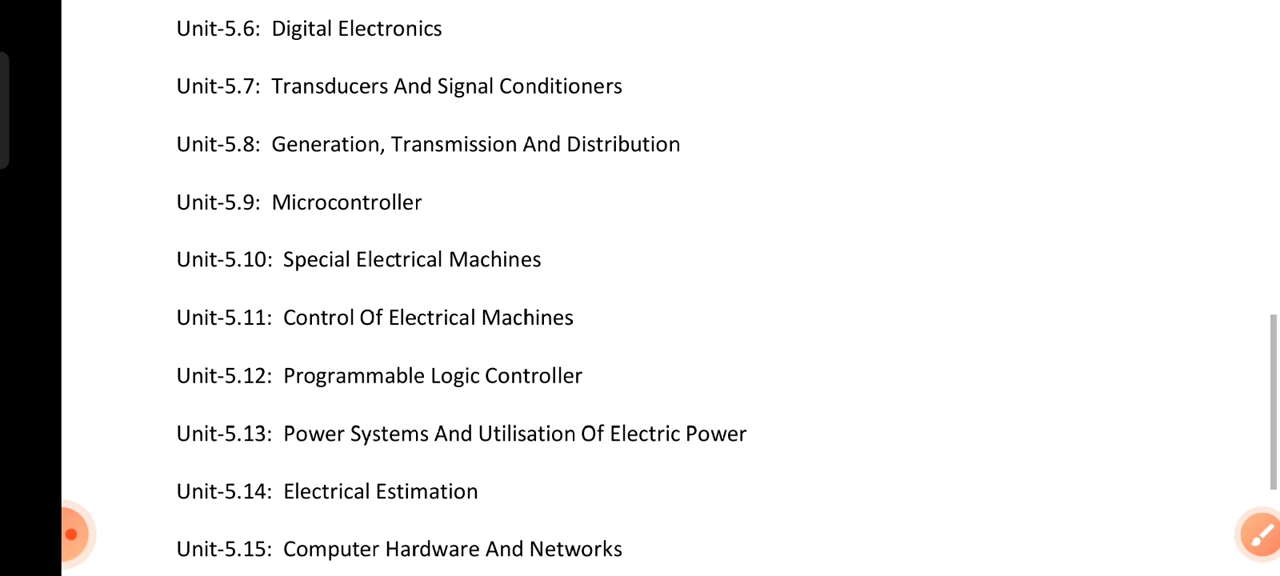 Unit-5.6: Digital Electronics
Unit-5.7: Transducers And Signal Conditioners
Unit-5.8: Generation, Transmission And Distribution
Unit-5.9: Microcontroller
Unit-5.10: Special Electrical Machines
Unit-5.11: Control Of Electrical Machines
Unit-5.12: Programmable Logic Controller
Unit-5.13: Power Systems And Utilisation Of Electric Power
Unit-5.14: Electrical Estimation
Unit-5.15: Computer Hardware And Networks